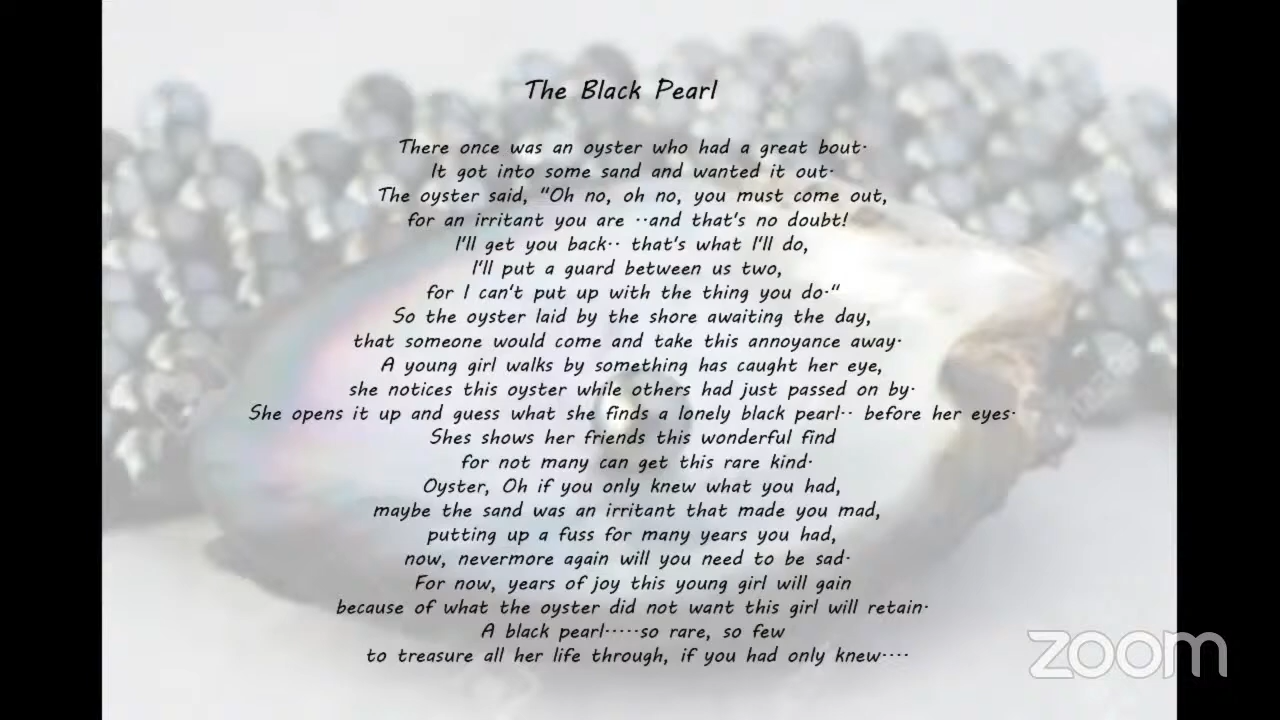 The Black Pearl
There once was an oyster who had a great bout.
It got into some sand and wanted it out.
The oyster said, "Oh no, oh no, you must come out,
for an irritant you are ..and that's no doubt!
I'll get you back.. that's what I'll do,
I'll put a guard between us two,
for I can't put up with the thing you do."
So the oyster laid by the shore awaiting the day,
that someone would come and take this annoyance away.
A young girl walks by something has caught her eye,
she notices this oyster while others had just passed on by.
She opens it up and guess what she finds a lonely black pearl.. before her eyes.
Shes shows her friends this wonderful find
for not many can get this rare kind.
Oyster, Oh if you only knew what you had,
maybe the sand was an irritant that made you mad,
putting up a fuss for many years you had,
now, nevermore again will you need to be sad.
For now, years of joy this young girl will gain
because of what the oyster did not want this girl will retain.
A black pearl.....so rare, so few
to treasure all her life through, if you had only knew....
zoom